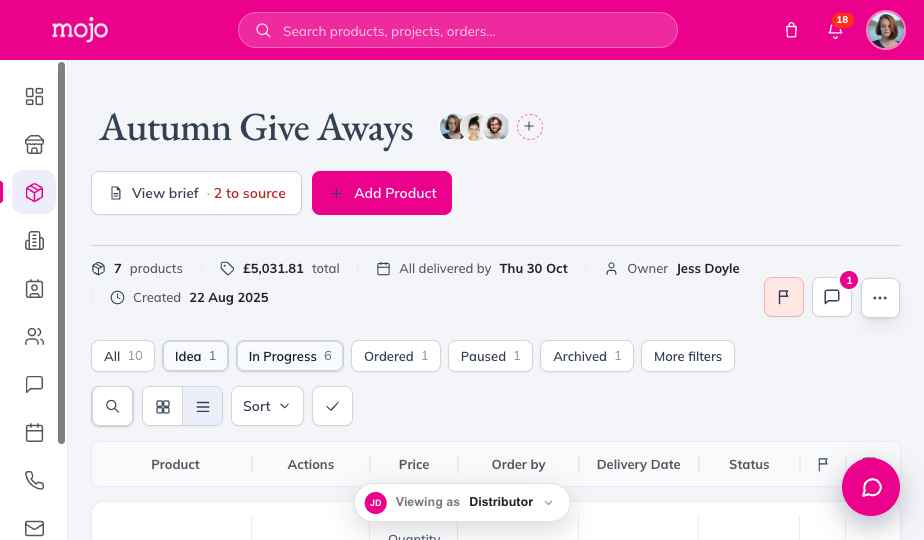 mojo
Search products, projects, orders...
18
Autumn Give Aways
View brief · 2 to source
Add Product
7 products
£5,031.81 total
All delivered by Thu 30 Oct
Owner Jess Doyle
Created 22 Aug 2025
1
All 10
Idea 1
In Progress 6
Ordered 1
Paused 1
Archived 1
More filters
Sort
Product Actions Price Order by Delivery Date Status
JD Viewing as Distributor
Quantity